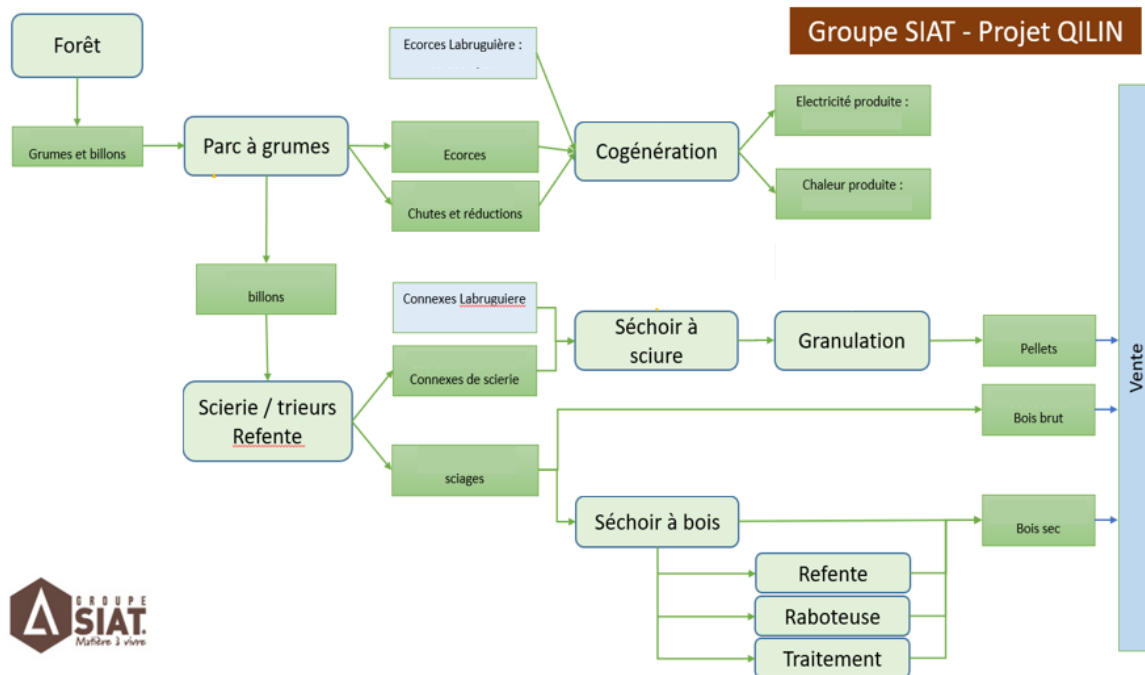 Groupe SIAT - Projet QILIN
Forêt
Ecorces Labruguière :
Electricité produite :
Grumes et billons
Parc à grumes
Ecorces
Cogénération
Chutes et réductions
Chaleur produite :
billons
Connexes Labruguiere
Séchoir à
sciure
Granulation
Pellets
Connexes de scierie
Vente
Scierie / trieurs
Refente
Bois brut
sciages
Séchoir à bois
Bois sec
Refente
Raboteuse
Traitement
GROUPE
SIAT.
Matière à vivre